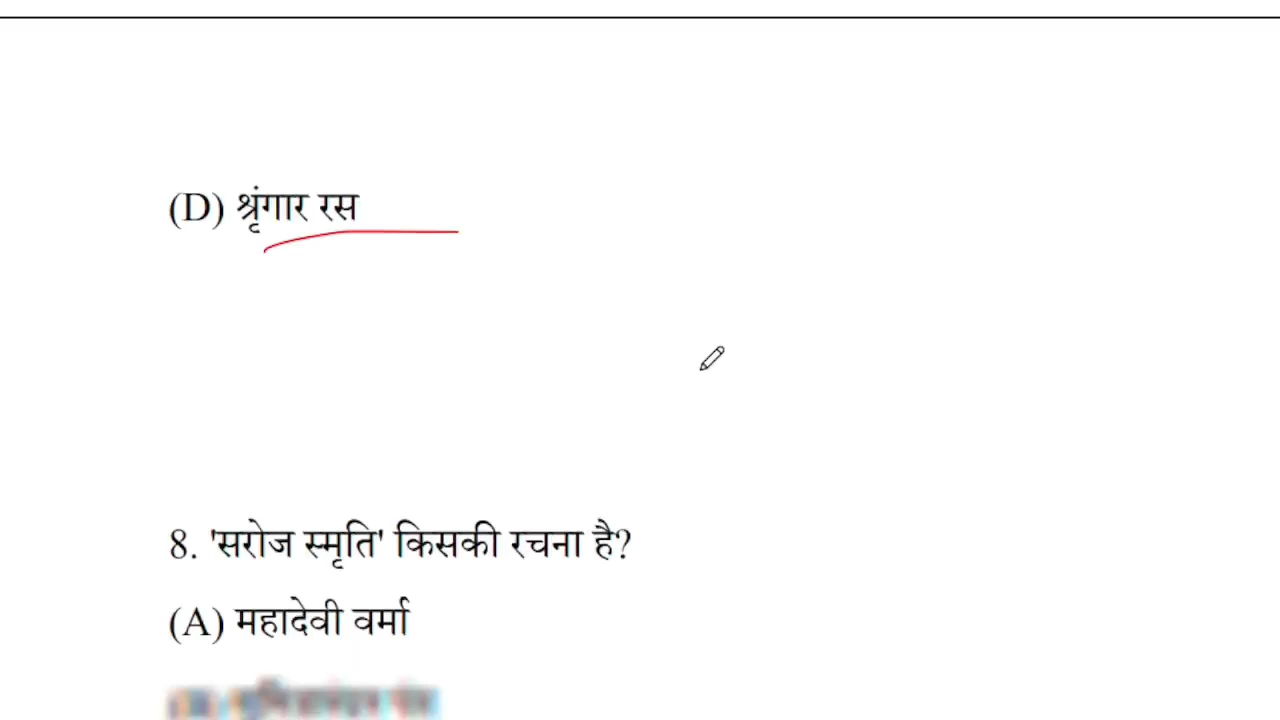 (D) श्रृंगार रस
8. 'सरोज स्मृति' किसकी रचना है?
(A) महादेवी वर्मा